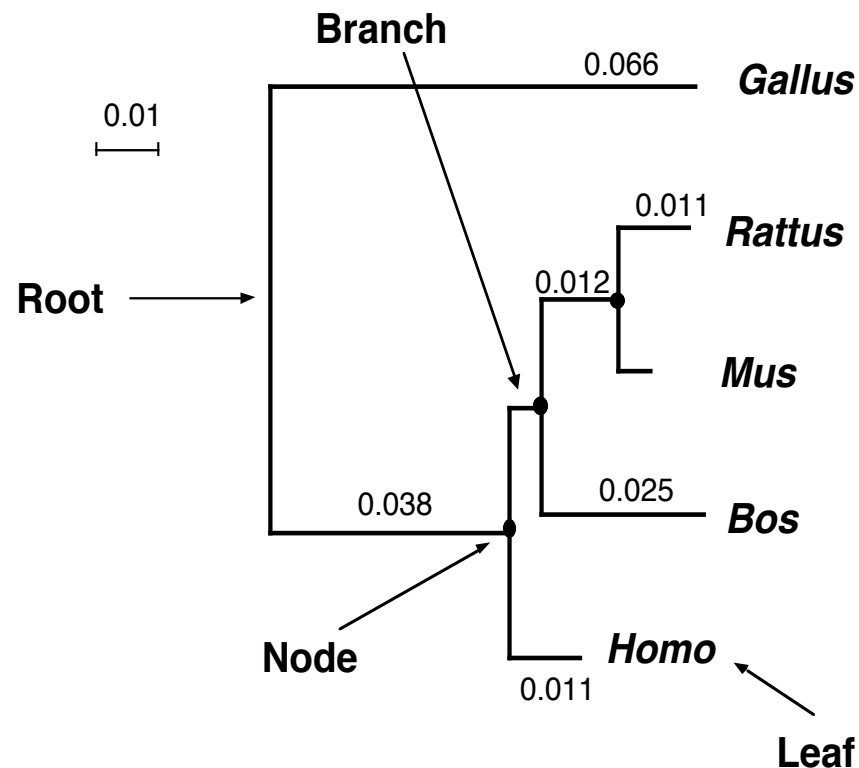 Branch
0.066
Gallus
0.01
0.011
Rattus
Root
0.012
Mus
0.038
0.025
Bos
Node
Homo
0.011
Leaf